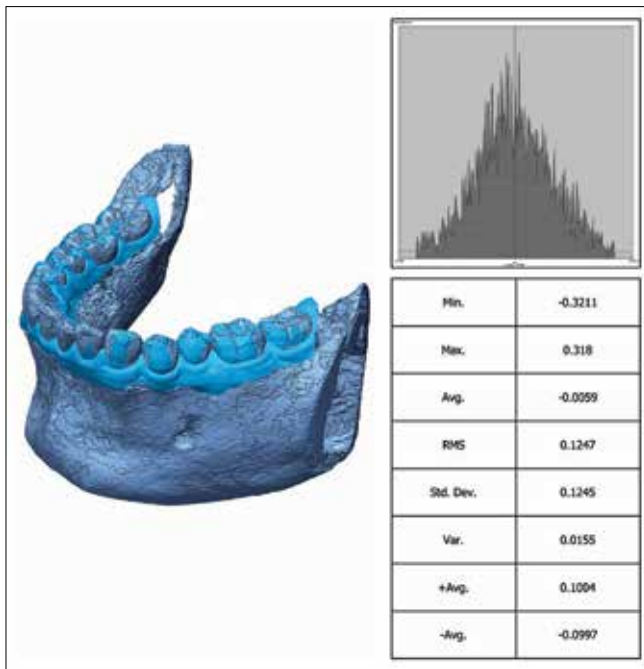 Min. -0.3211
Max. 0.318
Avg. -0.0059
RMS 0.1247
Std. Dev. 0.1245
Var. 0.0155
+Avg. 0.1004
-Avg. -0.0997